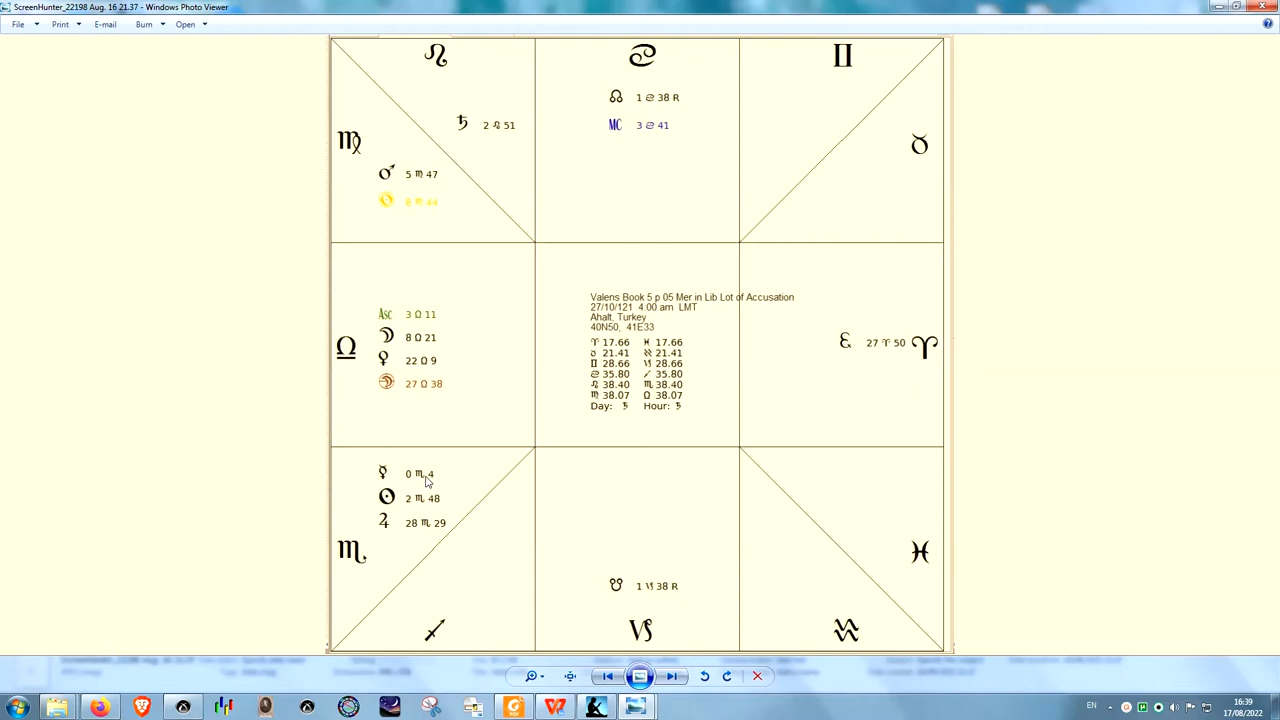 ScreenHunter_22198 Aug. 16 21.37 - Windows Photo Viewer
File Print E-mail Burn Open
♌ ♋ ♊
☊ 1 ♋ 38 R
♄ 2 ♌ 51
MC 3 ♋ 41
♍ ♉
♂ 5 ♍ 47
44
Valens Book 5 p 05 Mer in Lib Lot of Accusation
27/10/121 4:00 am LMT
Ahalt, Turkey
40N50, 41E33
♈ 17.66 ♓ 17.66
♉ 21.41 ♒ 21.41
♊ 28.66 ♑ 28.66
♋ 35.80 ♐ 35.80
♌ 38.40 ♏ 38.40
♍ 38.07 ♎ 38.07
Day: ♄ Hour: ♄
Asc 3 ♎ 11
☽ 8 ♎ 21
♀ 22 ♎ 9
27 ♎ 38
♎
27 ♈ 50 ♈
☿ 0 ♏ 4
☉ 2 ♏ 48
♃ 28 ♏ 29
♏ ♓
☋ 1 ♑ 38 R
♐ ♑ ♒
EN
16:39
17/08/2022